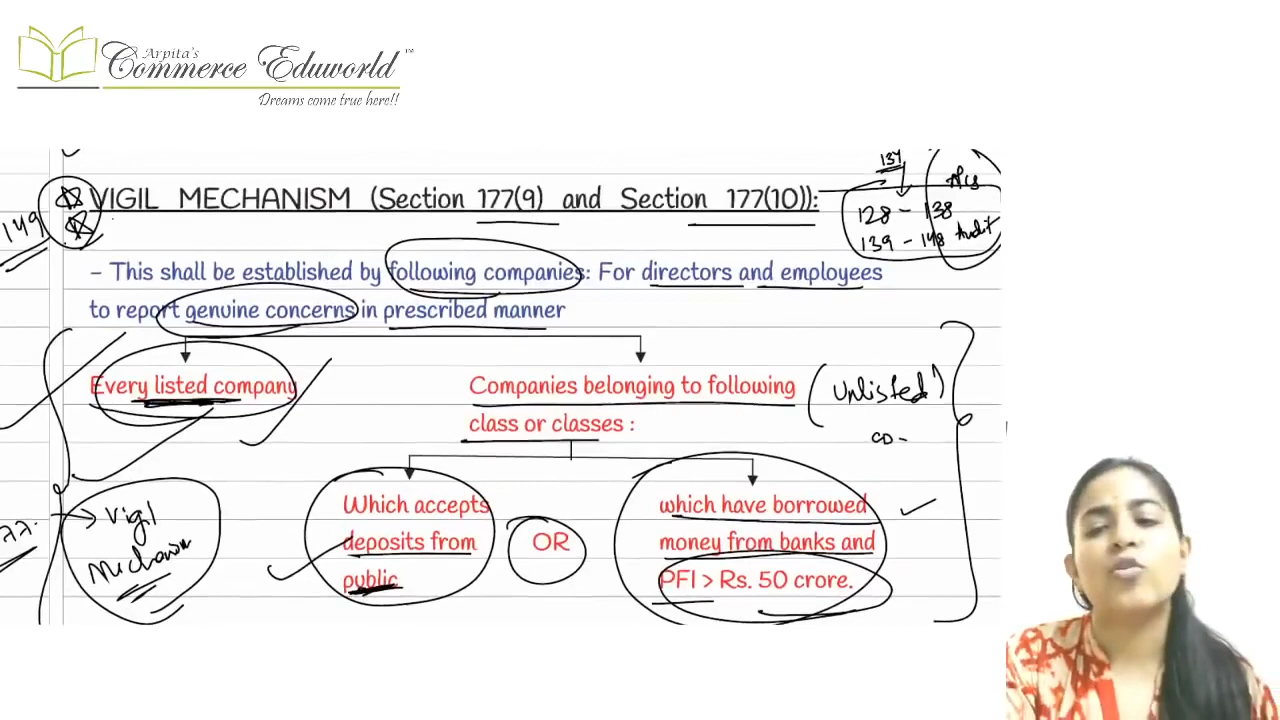 Arpita's
Commerce Eduworld™
Dreams come true here!!
134
VIGIL MECHANISM (Section 177(9) and Section 177(10)):
128 - 138
139 - 148 Audit
149
– This shall be established by following companies: For directors and employees
to report genuine concerns in prescribed manner
Every listed company
Companies belonging to following
class or classes :
(Unlisted)
co-
Which accepts
deposits from
public
OR
which have borrowed
money from banks and
PFI > Rs. 50 crore.
Vigil